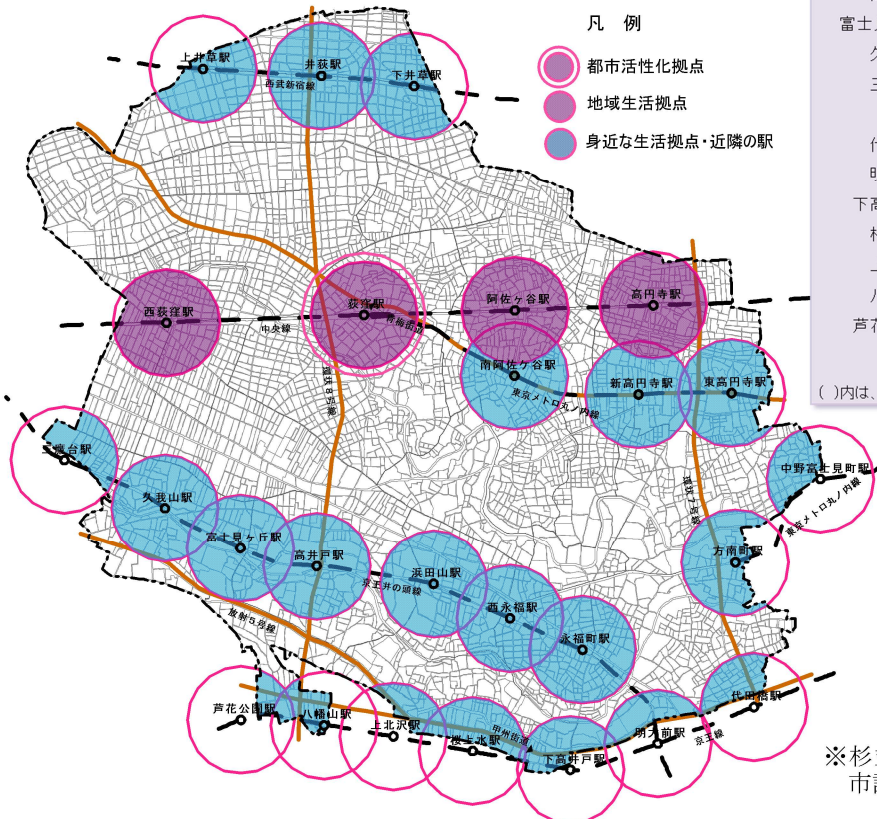 凡 例
都市活性化拠点
地域生活拠点
身近な生活拠点・近隣の駅
上井草駅
井荻駅
下井草駅
西武新宿線
西荻窪駅
荻窪駅
阿佐ヶ谷駅
高円寺駅
中央線
青梅街道
南阿佐ケ谷駅
新高円寺駅
東高円寺駅
東京メトロ丸ノ内線
環状8号線
三鷹台駅
久我山駅
富士見ヶ丘駅
高井戸駅
浜田山駅
西永福駅
永福町駅
京王井の頭線
放射5号線
環状7号線
中野富士見町駅
東京メトロ丸ノ内線
方南町駅
芦花公園駅
八幡山駅
上北沢駅
桜上水駅
甲州街道
下高井戸駅
明大前駅
京王線
代田橋駅
富士
三
下高
芦花
( )内は、
※杉
市